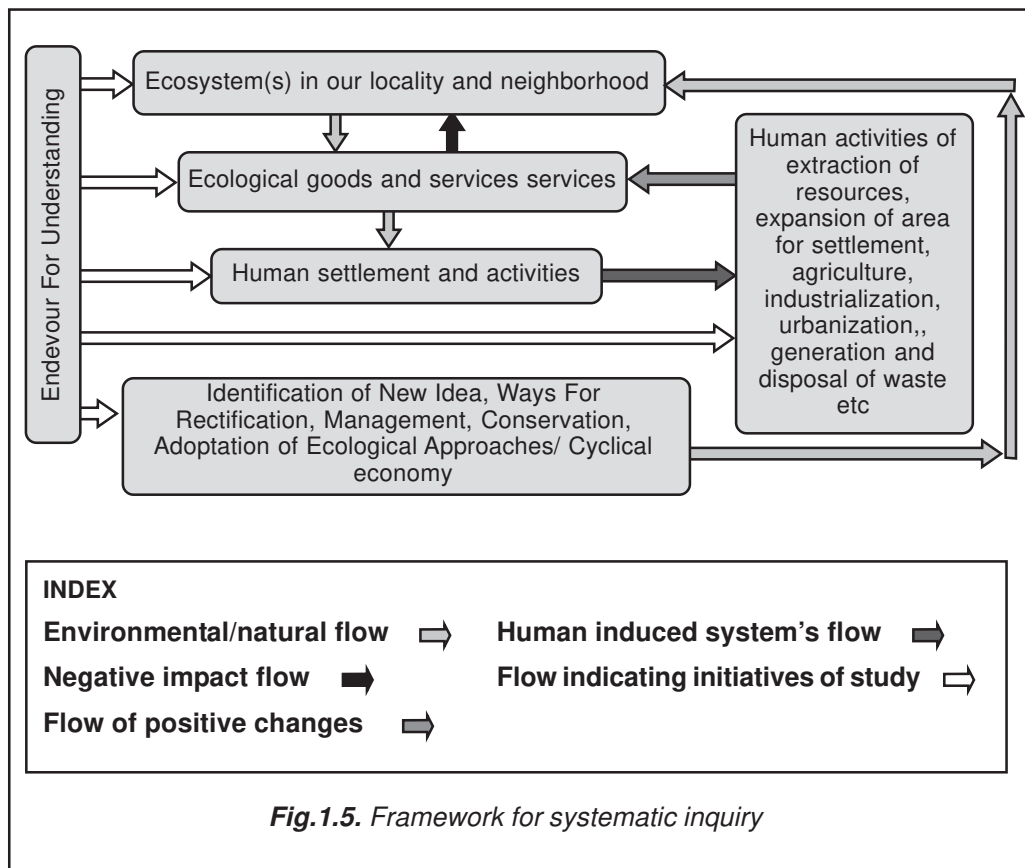 Endevour For Understanding
Ecosystem(s) in our locality and neighborhood
Ecological goods and services services
Human settlement and activities
Human activities of
extraction of
resources,
expansion of area
for settlement,
agriculture,
industrialization,
urbanization,,
generation and
disposal of waste
etc
Identification of New Idea, Ways For
Rectification, Management, Conservation,
Adoptation of Ecological Approaches/ Cyclical
economy
INDEX
Environmental/natural flow
Human induced system's flow
Negative impact flow
Flow indicating initiatives of study
Flow of positive changes
Fig.1.5. Framework for systematic inquiry